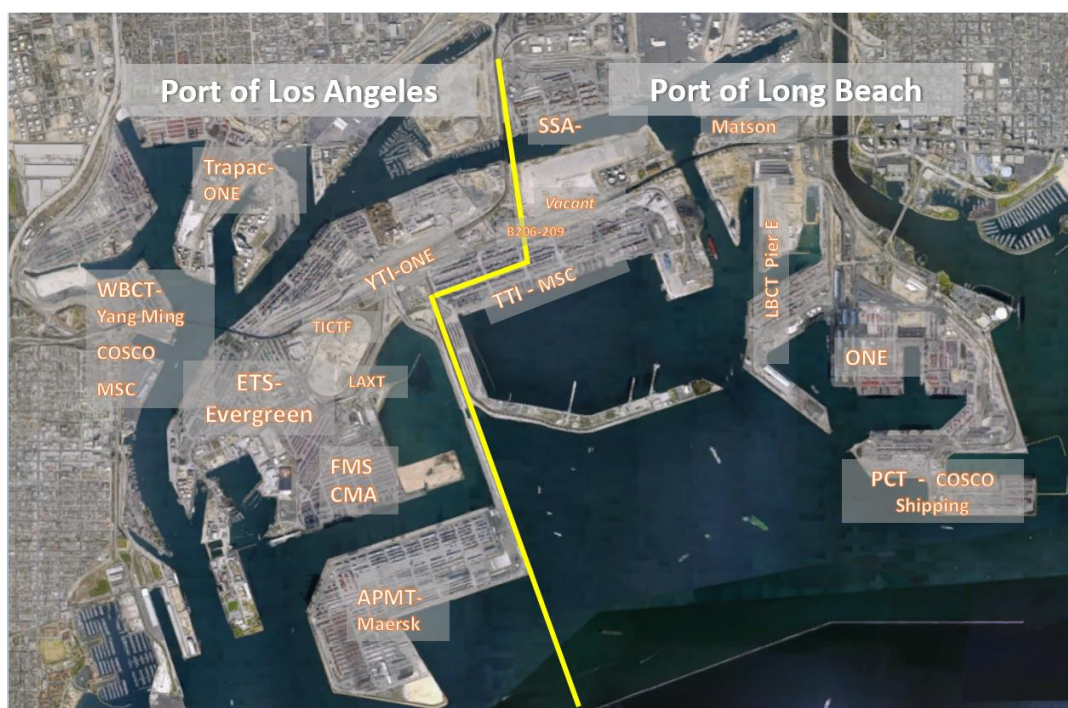 Port of Los Angeles
Port of Long Beach
SSA-
Matson
Trapac-
ONE
Vacant
B206-209
YTI-ONE
TTI - MSC
LBCT Pier E
WBCT-
Yang Ming
COSCO
MSC
TICTF
LAXT
ETS-
Evergreen
ONE
FMS
CMA
PCT - COSCO
Shipping
APMT-
Maersk